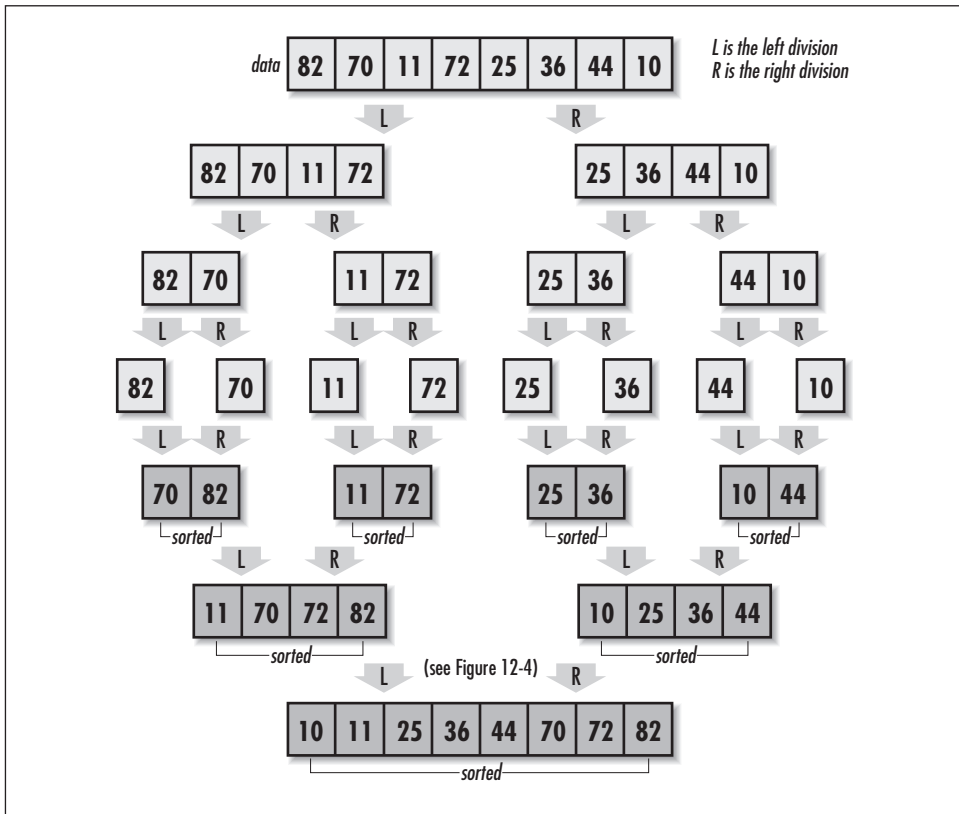 data 82 70 11 72 25 36 44 10
L is the left division
R is the right division
L R
82 70 11 72 25 36 44 10
L R L R
82 70 11 72 25 36 44 10
L R L R L R L R
82 70 11 72 25 36 44 10
L R L R L R L R
70 82 11 72 25 36 10 44
sorted sorted sorted sorted
L R L R
11 70 72 82 10 25 36 44
sorted sorted
L (see Figure 12-4) R
10 11 25 36 44 70 72 82
sorted